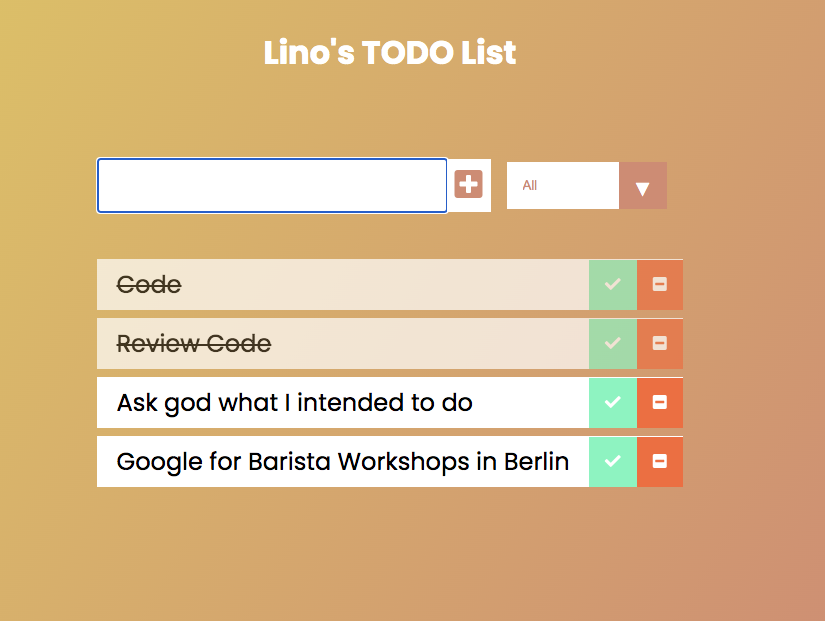 Lino's TODO List
All
Code
Review Code
Ask god what I intended to do
Google for Barista Workshops in Berlin